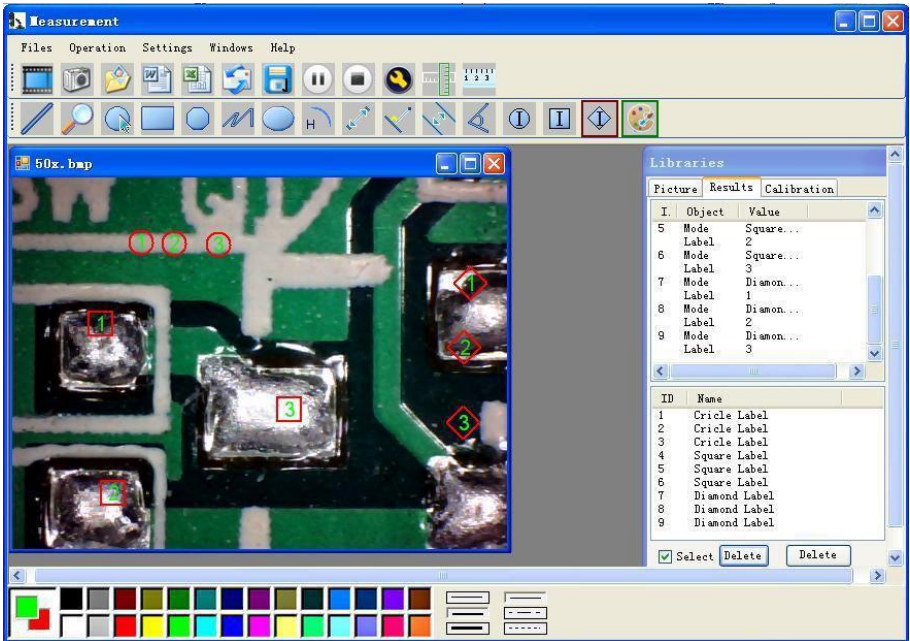 Measurement
Files Operation Settings Windows Help
1 2 3
H
I I I
50x.bmp
1 2 3
1
1
2
3
3
2
Libraries
Picture Results Calibration
I. Object Value
5 Mode Square...
Label 2
6 Mode Square...
Label 3
7 Mode Diamon...
Label 1
8 Mode Diamon...
Label 2
9 Mode Diamon...
Label 3
ID Name
1 Cricle Label
2 Cricle Label
3 Cricle Label
4 Square Label
5 Square Label
6 Square Label
7 Diamond Label
8 Diamond Label
9 Diamond Label
Select Delete Delete